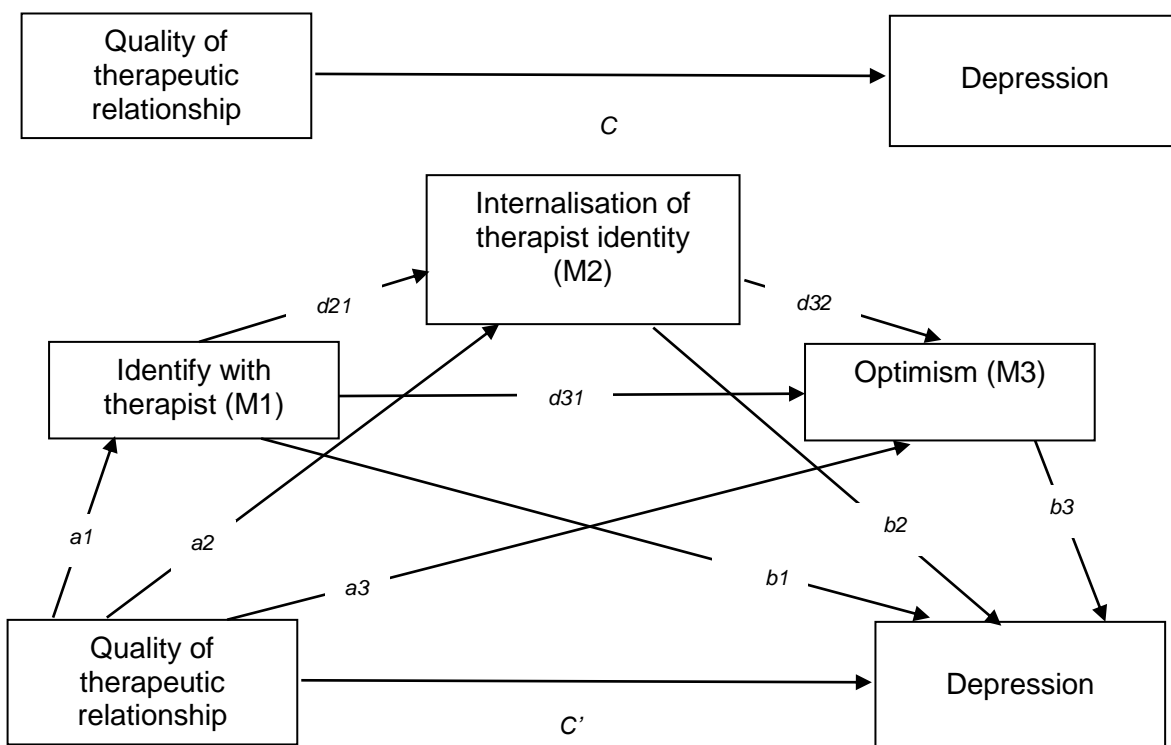 Quality of
therapeutic
relationship
Depression
C
Internalisation of
therapist identity
(M2)
d21
d32
Identify with
therapist (M1)
d31
Optimism (M3)
a1
a2
a3
b1
b2
b3
Quality of
therapeutic
relationship
Depression
C’